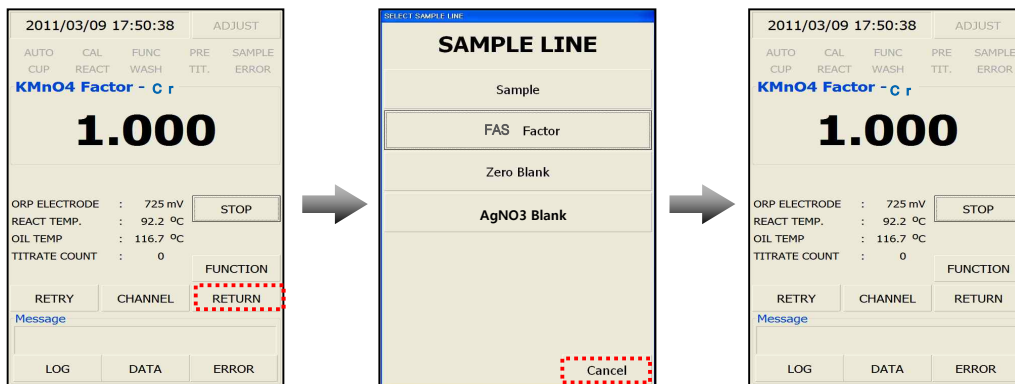 2011/03/09 17:50:38 ADJUST
AUTO CAL FUNC PRE SAMPLE
CUP REACT WASH TIT. ERROR
KMnO4 Factor - Cr
1.000
ORP ELECTRODE : 725 mV
REACT TEMP. : 92.2 ºC
OIL TEMP : 116.7 ºC
TITRATE COUNT : 0
STOP
FUNCTION
RETRY CHANNEL RETURN
Message
LOG DATA ERROR
SELECT SAMPLE LINE
SAMPLE LINE
Sample
FAS Factor
Zero Blank
AgNO3 Blank
Cancel
2011/03/09 17:50:38 ADJUST
AUTO CAL FUNC PRE SAMPLE
CUP REACT WASH TIT. ERROR
KMnO4 Factor - Cr
1.000
ORP ELECTRODE : 725 mV
REACT TEMP. : 92.2 ºC
OIL TEMP : 116.7 ºC
TITRATE COUNT : 0
STOP
FUNCTION
RETRY CHANNEL RETURN
Message
LOG DATA ERROR